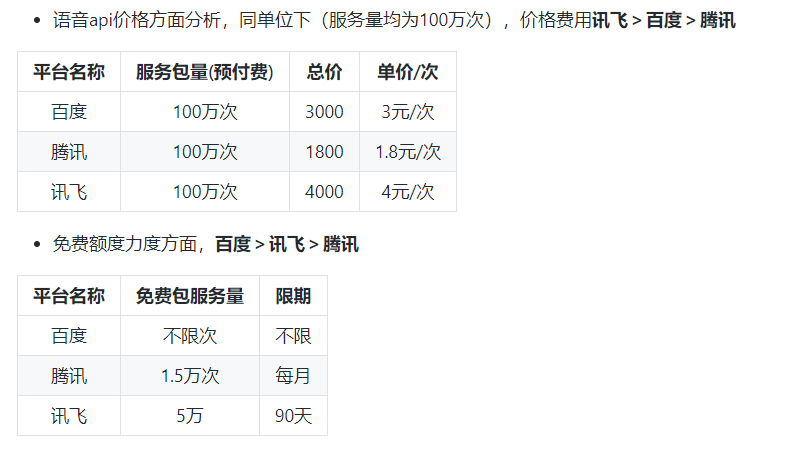 语音api价格方面分析，同单位下（服务量均为100万次），价格费用讯飞 > 百度 > 腾讯
平台名称 服务包量(预付费) 总价 单价/次
百度 100万次 3000 3元/次
腾讯 100万次 1800 1.8元/次
讯飞 100万次 4000 4元/次
免费额度力度方面，百度 > 讯飞 > 腾讯
平台名称 免费包服务量 限期
百度 不限次 不限
腾讯 1.5万次 每月
讯飞 5万 90天